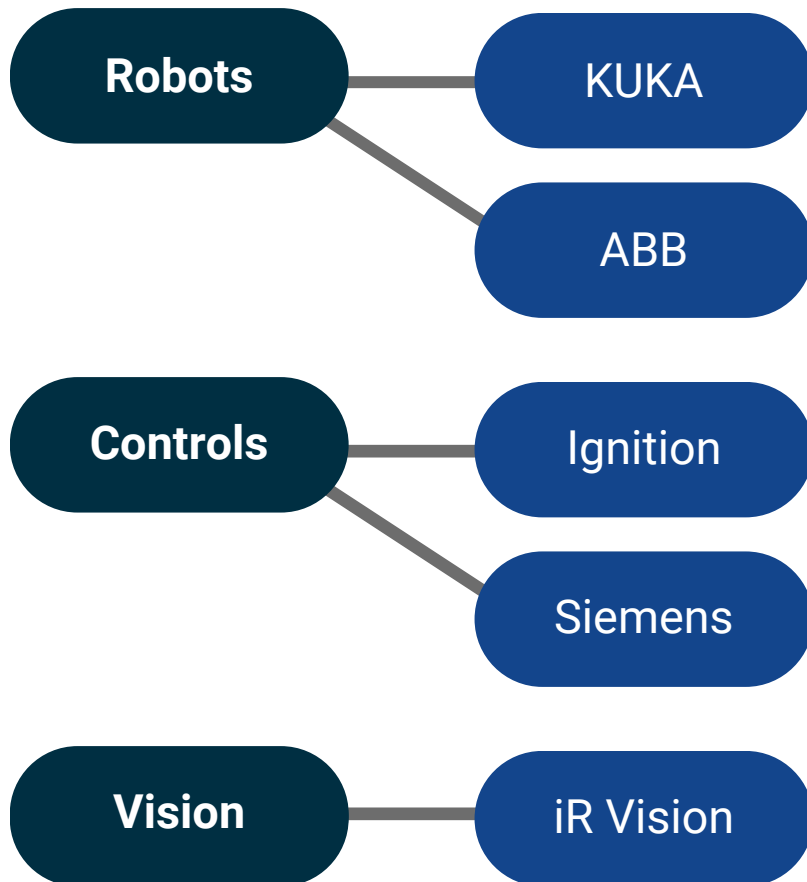 Robots
KUKA
ABB
Controls
Ignition
Siemens
Vision
iR Vision